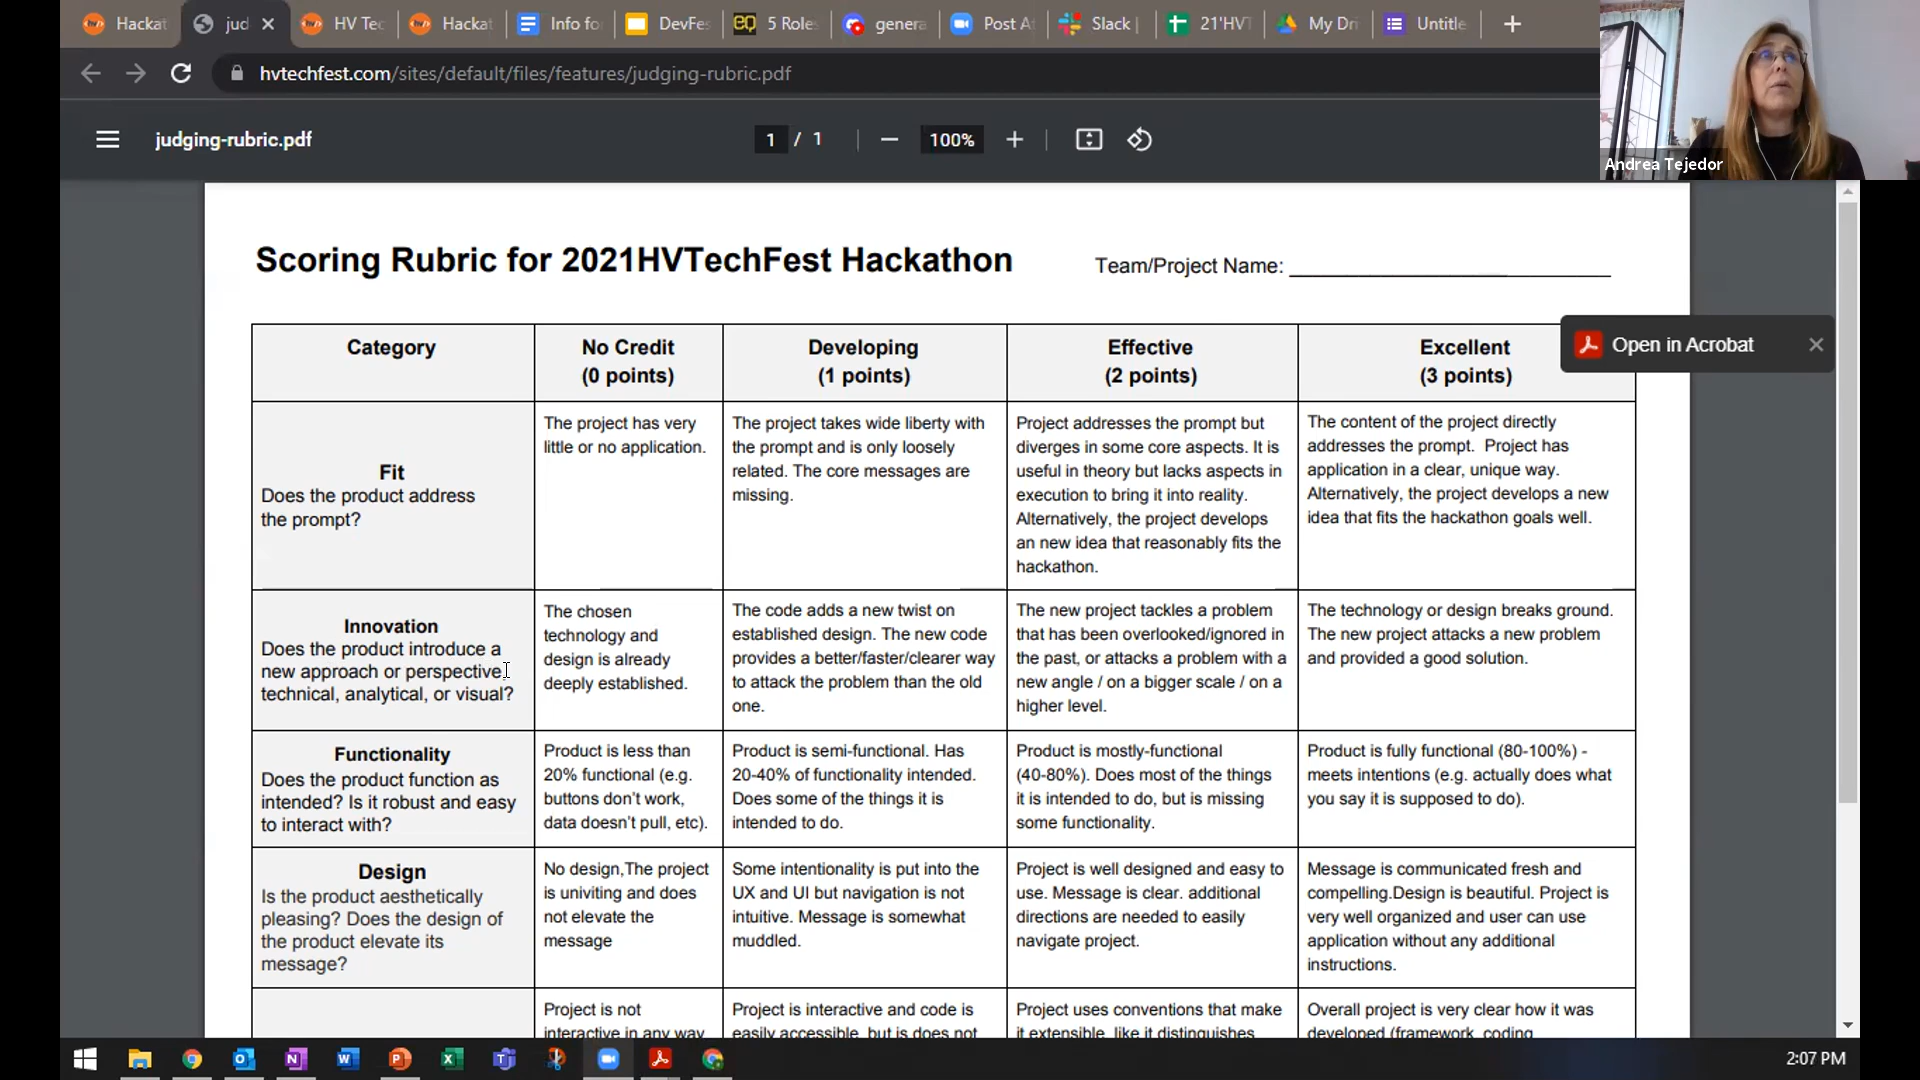 Hackat
jud
HV Tec
Hackat
Info fo
DevFes
5 Roles
genera
Post A
Slack |
21'HVT
My Dri
Untitle
hvtechfest.com/sites/default/files/features/judging-rubric.pdf
judging-rubric.pdf
1 / 1
100%
Andrea Tejedor
Scoring Rubric for 2021HVTechFest Hackathon
Team/Project Name:
Open in Acrobat
Category
No Credit
(0 points)
Developing
(1 points)
Effective
(2 points)
Excellent
(3 points)
Fit
Does the product address
the prompt?
The project has very
little or no application.
The project takes wide liberty with
the prompt and is only loosely
related. The core messages are
missing.
Project addresses the prompt but
diverges in some core aspects. It is
useful in theory but lacks aspects in
execution to bring it into reality.
Alternatively, the project develops
an new idea that reasonably fits the
hackathon.
The content of the project directly
addresses the prompt.  Project has
application in a clear, unique way.
Alternatively, the project develops a new
idea that fits the hackathon goals well.
Innovation
Does the product introduce a
new approach or perspective,
technical, analytical, or visual?
The chosen
technology and
design is already
deeply established.
The code adds a new twist on
established design. The new code
provides a better/faster/clearer way
to attack the problem than the old
one.
The new project tackles a problem
that has been overlooked/ignored in
the past, or attacks a problem with a
new angle / on a bigger scale / on a
higher level.
The technology or design breaks ground.
The new project attacks a new problem
and provided a good solution.
Functionality
Does the product function as
intended? Is it robust and easy
to interact with?
Product is less than
20% functional (e.g.
buttons don't work,
data doesn't pull, etc).
Product is semi-functional. Has
20-40% of functionality intended.
Does some of the things it is
intended to do.
Product is mostly-functional
(40-80%). Does most of the things
it is intended to do, but is missing
some functionality.
Product is fully functional (80-100%) -
meets intentions (e.g. actually does what
you say it is supposed to do).
Design
Is the product aesthetically
pleasing? Does the design of
the product elevate its
message?
No design,The project
is univiting and does
not elevate the
message
Some intentionality is put into the
UX and UI but navigation is not
intuitive. Message is somewhat
muddled.
Project is well designed and easy to
use. Message is clear. additional
directions are needed to easily
navigate project.
Message is communicated fresh and
compelling.Design is beautiful. Project is
very well organized and user can use
application without any additional
instructions.
Project is not
interactive in any way
Project is interactive and code is
easily accessible, but is does not
Project uses conventions that make
it extensible, like it distinguishes
Overall project is very clear how it was
developed (framework, coding
2:07 PM